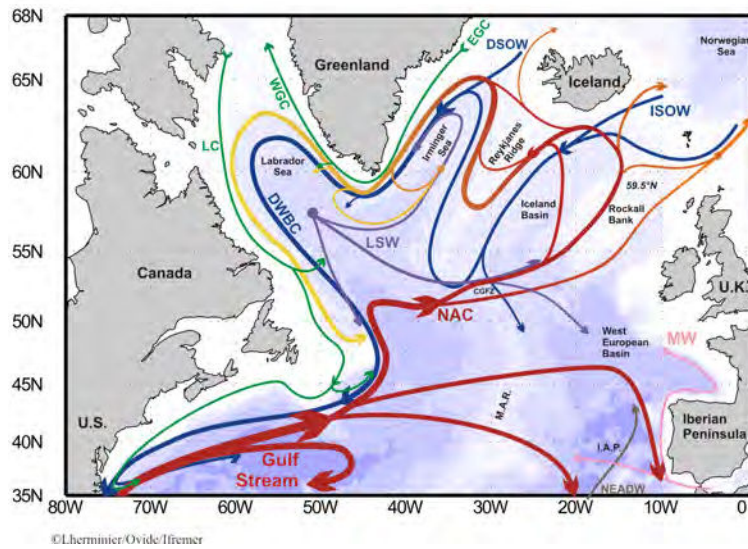 68N
65N
60N
55N
50N
45N
40N
35N
80W
70W
60W
50W
40W
30W
20W
10W
0
Greenland
EGC
DSOW
Iceland
Norwegian
Sea
WGC
ISOW
LC
Irminger
Sea
Reykjanes
Ridge
Labrador
Sea
59.5°N
DWBC
Iceland
Basin
Rockall
Bank
LSW
Canada
CGFZ
U.K.
NAC
West
European
Basin
MW
M.A.R.
U.S.
Iberian
Peninsula
I.A.P.
Gulf
Stream
NEADW
©Lherminier/Ovide/Ifremer